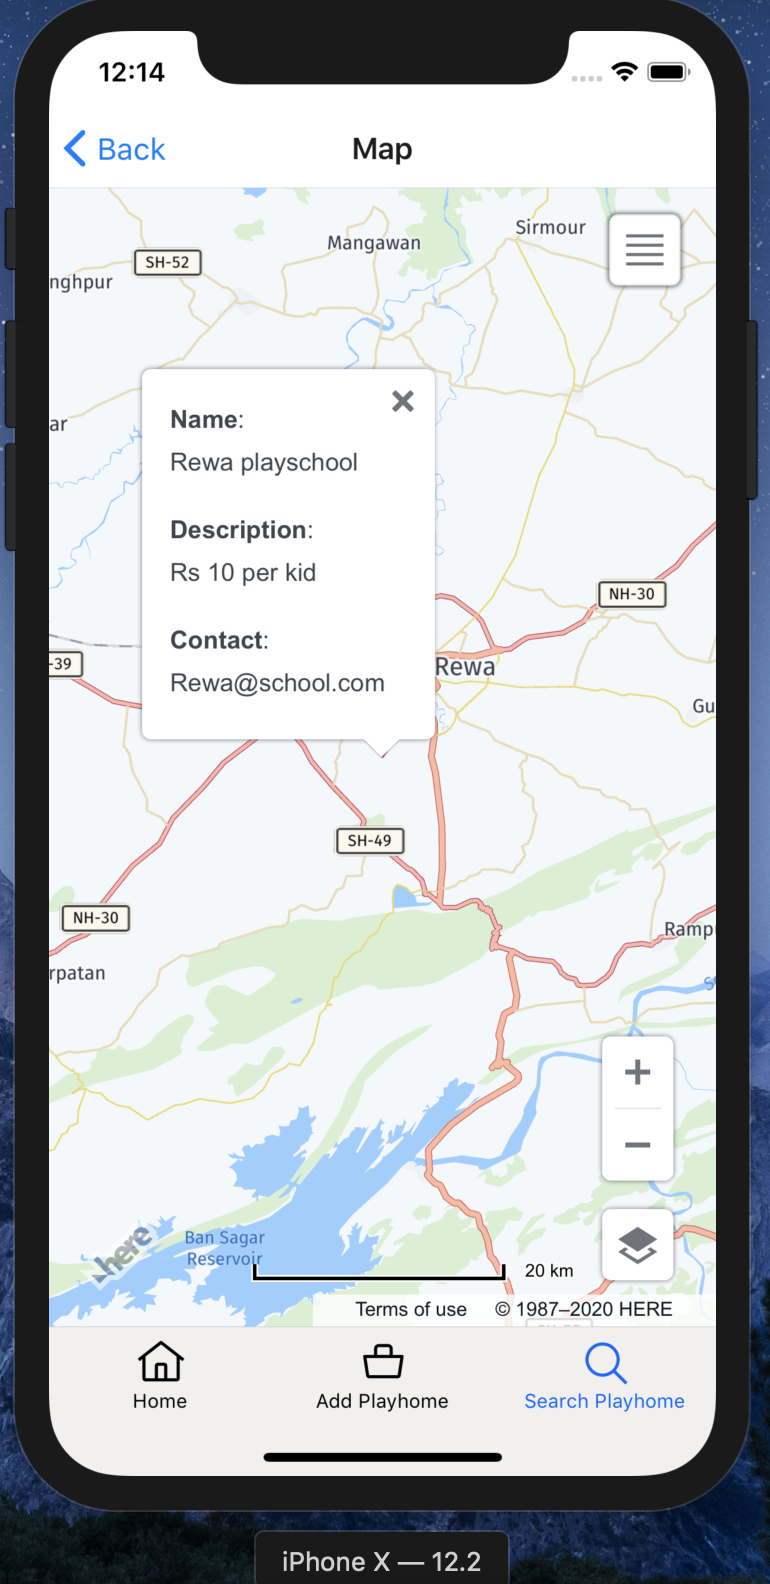 12:14
Back
Map
Sirmour
Mangawan
SH-52
nghpur
ar
Name:
Rewa playschool
Description:
Rs 10 per kid
Contact:
Rewa@school.com
NH-30
-39
Rewa
Gu
SH-49
NH-30
Ramp
rpatan
Ban Sagar
Reservoir
here
20 km
Terms of use © 1987–2020 HERE
Home
Add Playhome
Search Playhome
iPhone X — 12.2